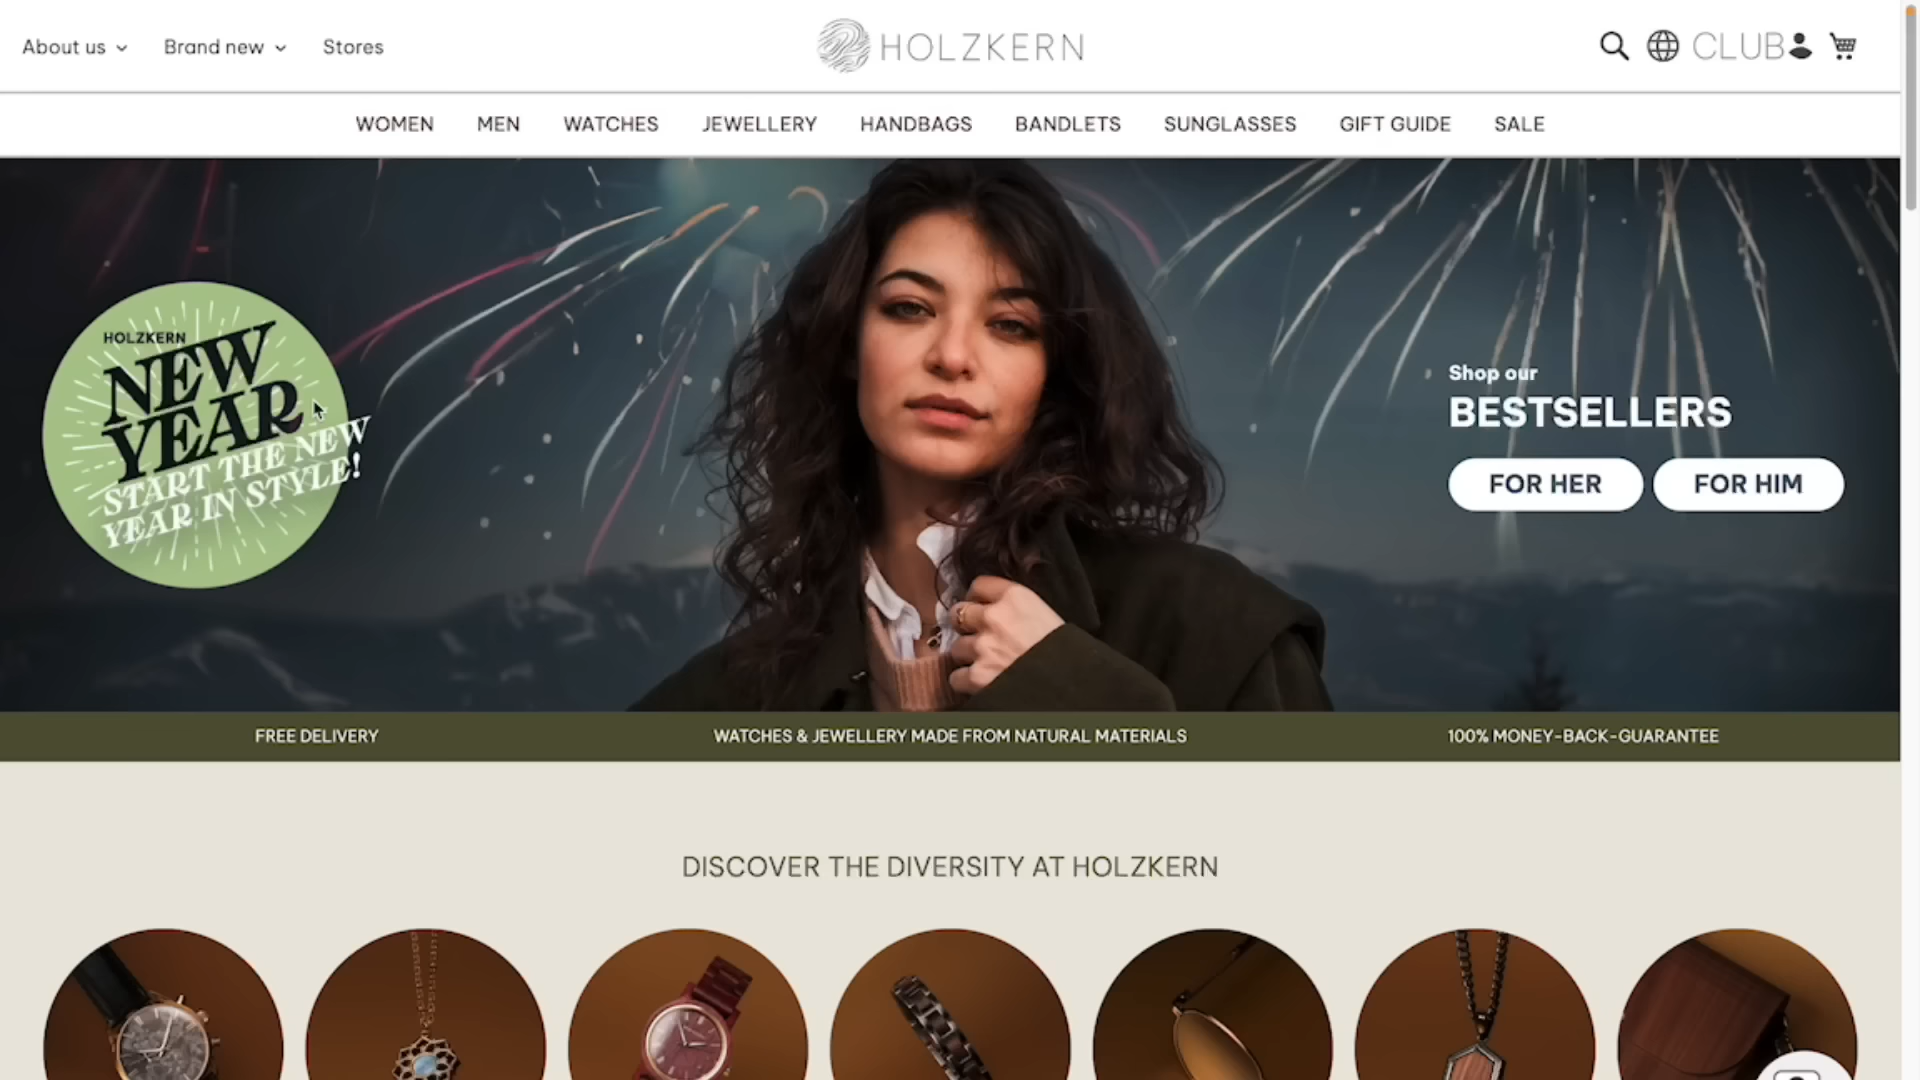 About us
Brand new
Stores
HOLZKERN
CLUB
WOMEN
MEN
WATCHES
JEWELLERY
HANDBAGS
BANDLETS
SUNGLASSES
GIFT GUIDE
SALE
HOLZKERN
NEW
YEAR
START THE NEW
YEAR IN STYLE!
Shop our
BESTSELLERS
FOR HER
FOR HIM
FREE DELIVERY
WATCHES & JEWELLERY MADE FROM NATURAL MATERIALS
100% MONEY-BACK-GUARANTEE
DISCOVER THE DIVERSITY AT HOLZKERN